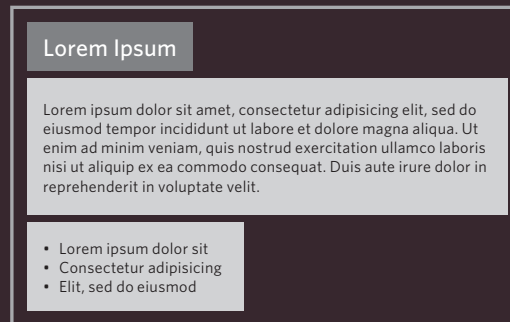 Lorem Ipsum
Lorem ipsum dolor sit amet, consectetur adipisicing elit, sed do
eiusmod tempor incididunt ut labore et dolore magna aliqua. Ut
enim ad minim veniam, quis nostrud exercitation ullamco laboris
nisi ut aliquip ex ea commodo consequat. Duis aute irure dolor in
reprehenderit in voluptate velit.
• Lorem ipsum dolor sit
• Consectetur adipisicing
• Elit, sed do eiusmod